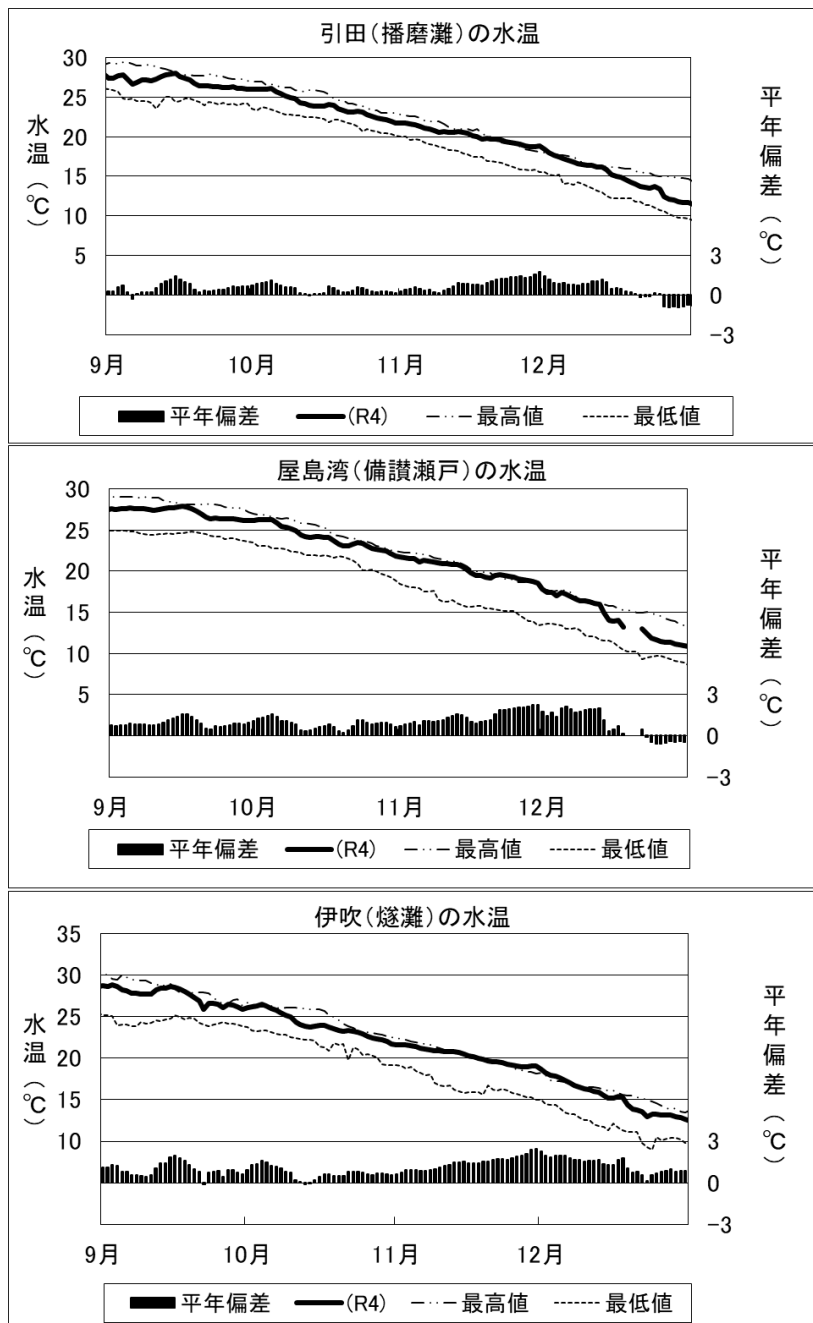 引田(播磨灘)の水温
30
25
20
15
10
5
水温(℃)
平年偏差(℃)
3
0
-3
9月 10月 11月 12月
平年偏差 (R4) 最高値 最低値
屋島湾(備讃瀬戸)の水温
30
25
20
15
10
5
水温(℃)
平年偏差(℃)
3
0
-3
9月 10月 11月 12月
平年偏差 (R4) 最高値 最低値
伊吹(燧灘)の水温
35
30
25
20
15
10
水温(℃)
平年偏差(℃)
3
0
-3
9月 10月 11月 12月
平年偏差 (R4) 最高値 最低値